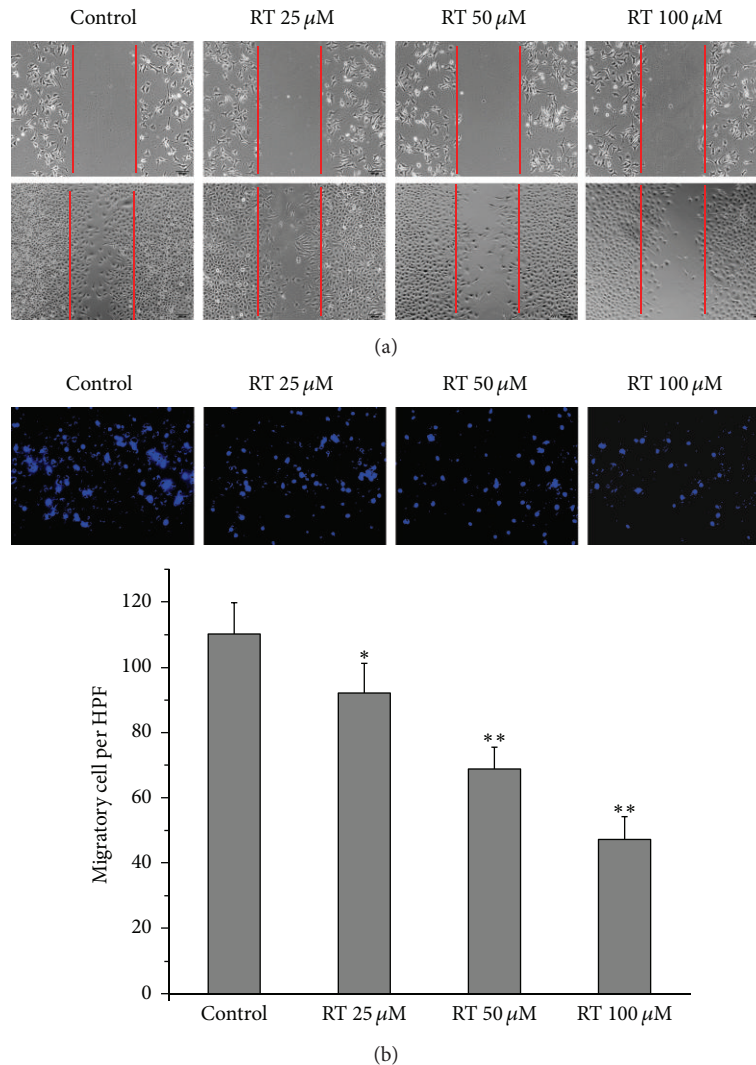 Control RT 25 μM RT 50 μM RT 100 μM
(a)
Control RT 25 μM RT 50 μM RT 100 μM
120
100
80
60
40
20
0
Migratory cell per HPF
*
**
**
Control RT 25 μM RT 50 μM RT 100 μM
(b)